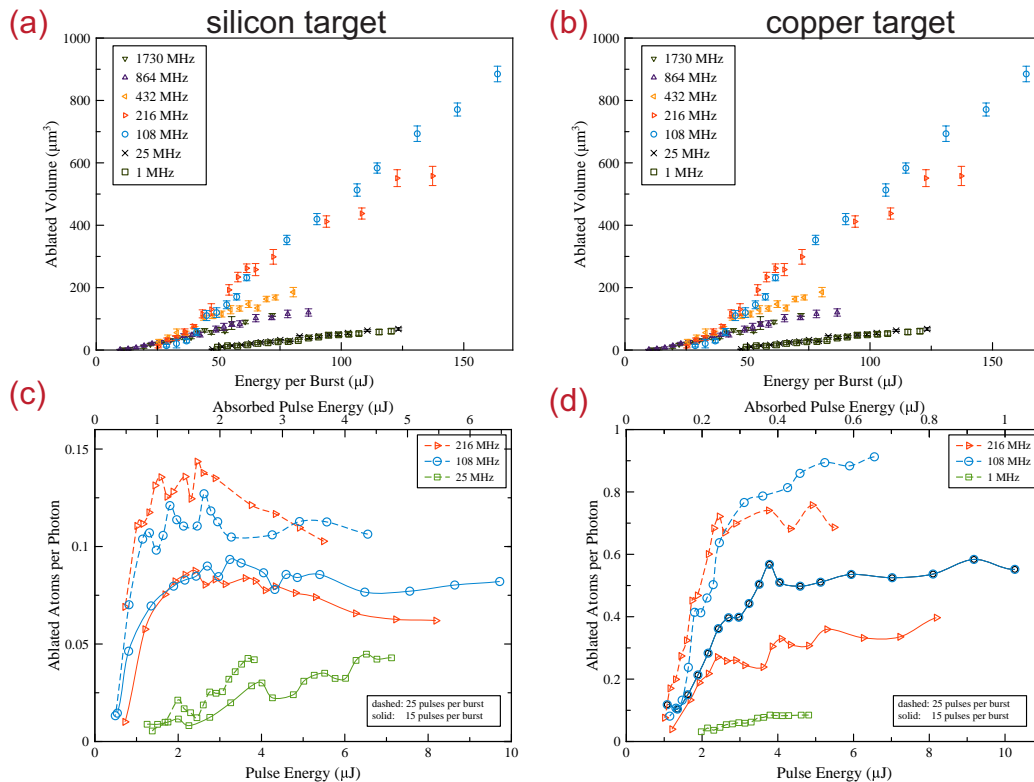 (a) silicon target
1000
800
600
400
200
0
Ablated Volume (μm³)
1730 MHz
864 MHz
432 MHz
216 MHz
108 MHz
25 MHz
1 MHz
0 50 100 150
Energy per Burst (μJ)
(b) copper target
1000
800
600
400
200
0
Ablated Volume (μm³)
1730 MHz
864 MHz
432 MHz
216 MHz
108 MHz
25 MHz
1 MHz
0 50 100 150
Energy per Burst (μJ)
(c)
Absorbed Pulse Energy (μJ)
0 1 2 3 4 5 6
0.15
0.1
0.05
0
Ablated Atoms per Photon
216 MHz
108 MHz
25 MHz
dashed: 25 pulses per burst
solid: 15 pulses per burst
0 2 4 6 8 10
Pulse Energy (μJ)
(d)
Absorbed Pulse Energy (μJ)
0 0.2 0.4 0.6 0.8 1
1
0.8
0.6
0.4
0.2
0
Ablated Atoms per Photon
216 MHz
108 MHz
1 MHz
dashed: 25 pulses per burst
solid: 15 pulses per burst
0 2 4 6 8 10
Pulse Energy (μJ)